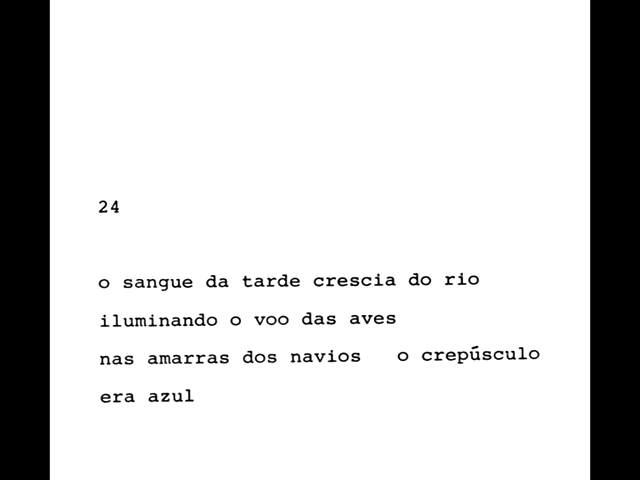 24
o sangue da tarde crescia do rio
iluminando o voo das aves
nas amarras dos navios   o crepúsculo
era azul